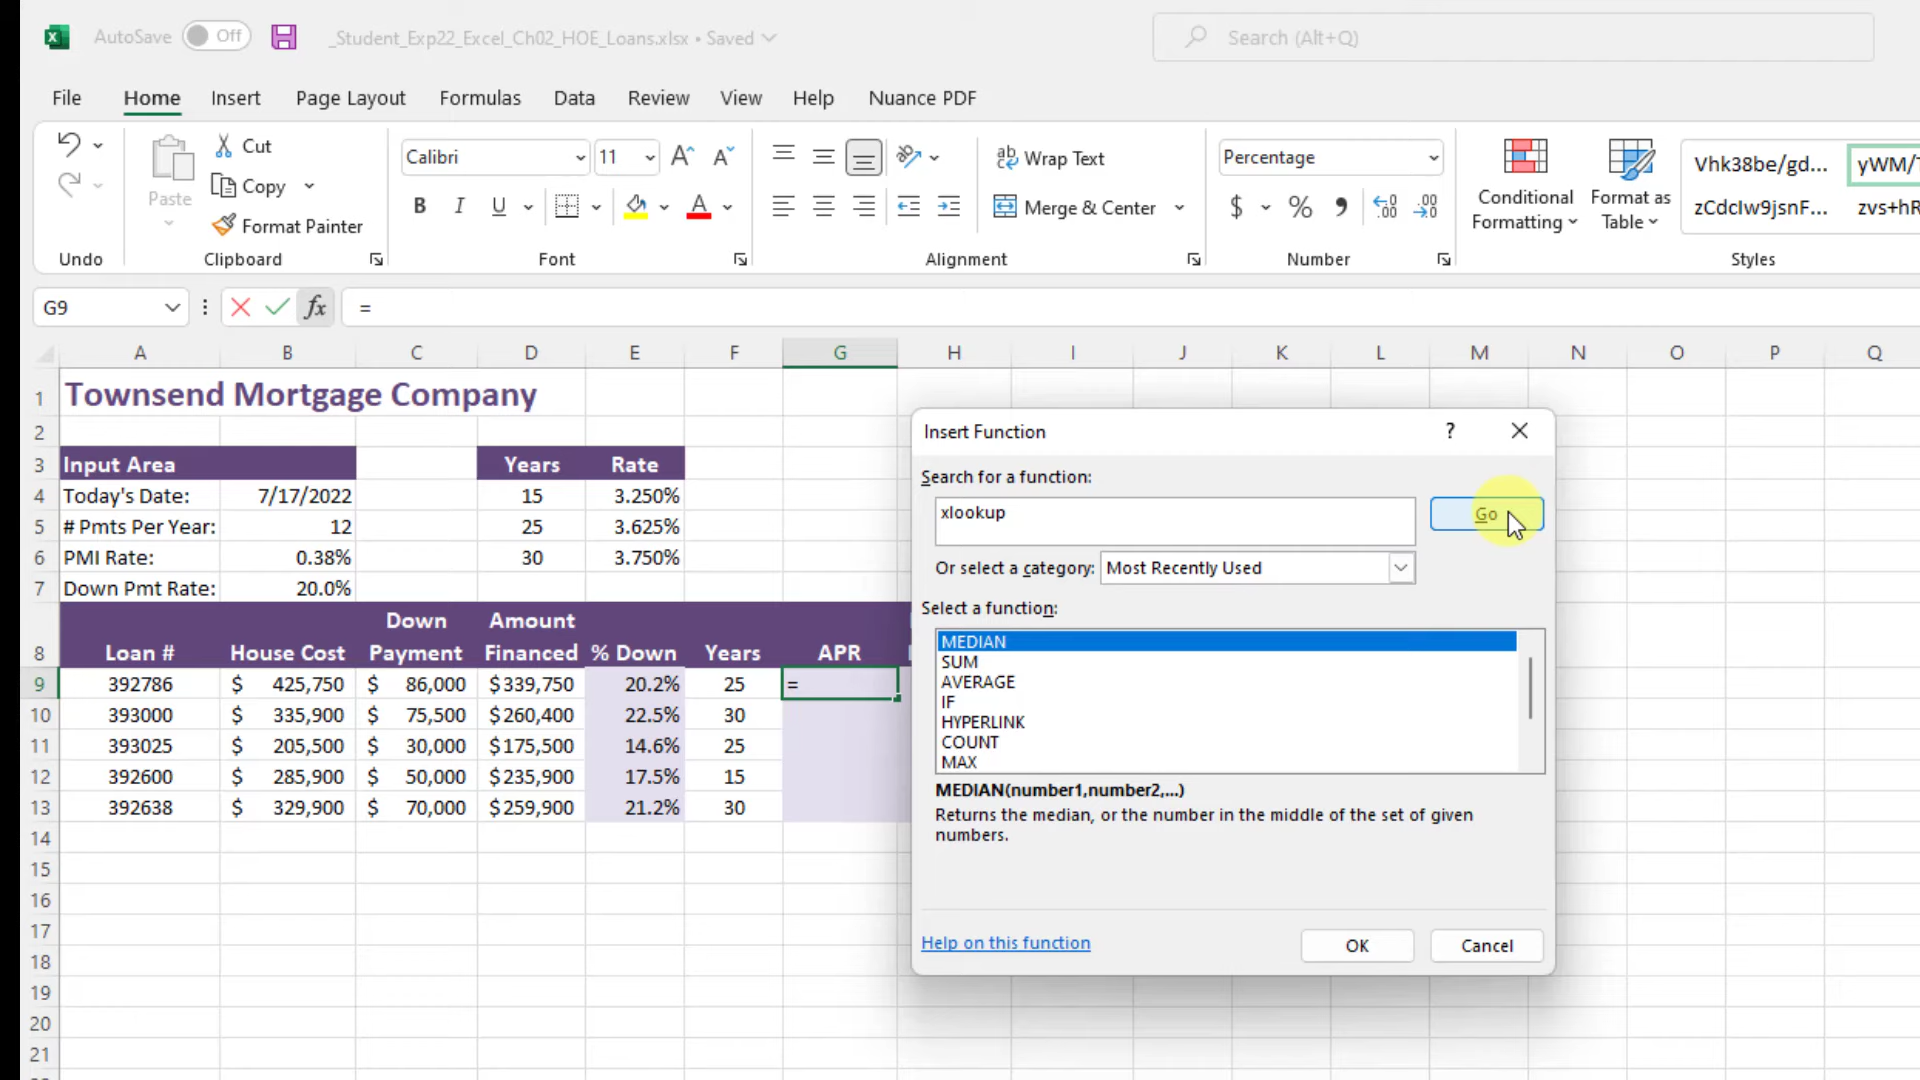 AutoSave Off _Student_Exp22_Excel_Ch02_HOE_Loans.xlsx • Saved Search (Alt+Q)
File Home Insert Page Layout Formulas Data Review View Help Nuance PDF
Cut
Copy
Format Painter
Paste
Calibri 11
B I U A
ab Wrap Text
Merge & Center
Percentage
$ % 9
Conditional Formatting
Format as Table
Vhk38be/gd...
zCdcIw9jsnF...
Undo Clipboard Font Alignment Number Styles
G9 fx =
A B C D E F G H I J K L M N O P Q
1 Townsend Mortgage Company
2
3 Input Area Years Rate
4 Today's Date: 7/17/2022 15 3.250%
5 # Pmts Per Year: 12 25 3.625%
6 PMI Rate: 0.38% 30 3.750%
7 Down Pmt Rate: 20.0%
Down Amount
8 Loan # House Cost Payment Financed % Down Years APR
9 392786 $ 425,750 $ 86,000 $339,750 20.2% 25 =
10 393000 $ 335,900 $ 75,500 $260,400 22.5% 30
11 393025 $ 205,500 $ 30,000 $175,500 14.6% 25
12 392600 $ 285,900 $ 50,000 $235,900 17.5% 15
13 392638 $ 329,900 $ 70,000 $259,900 21.2% 30
14
15
16
17
18
19
20
21
Insert Function ?
Search for a function:
xlookup Go
Or select a category: Most Recently Used
Select a function:
MEDIAN
SUM
AVERAGE
IF
HYPERLINK
COUNT
MAX
MEDIAN(number1,number2,...)
Returns the median, or the number in the middle of the set of given
numbers.
Help on this function OK Cancel